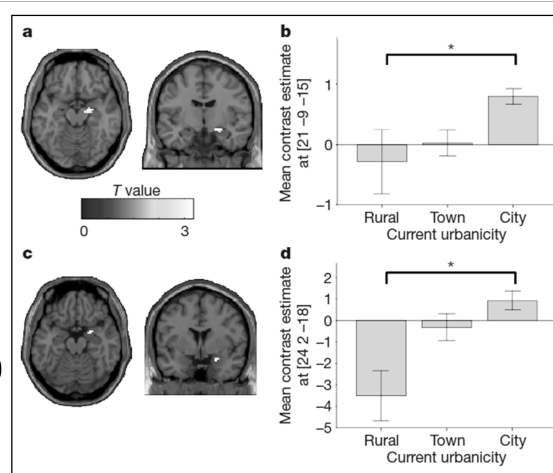 a
b
*
Mean contrast estimate
at [21 −9 −15]
1
0
−1
Rural Town City
Current urbanicity
T value
0 3
c
d
*
Mean contrast estimate
at [24 2 −18]
2
1
0
−1
−2
−3
−4
−5
Rural Town City
Current urbanicity